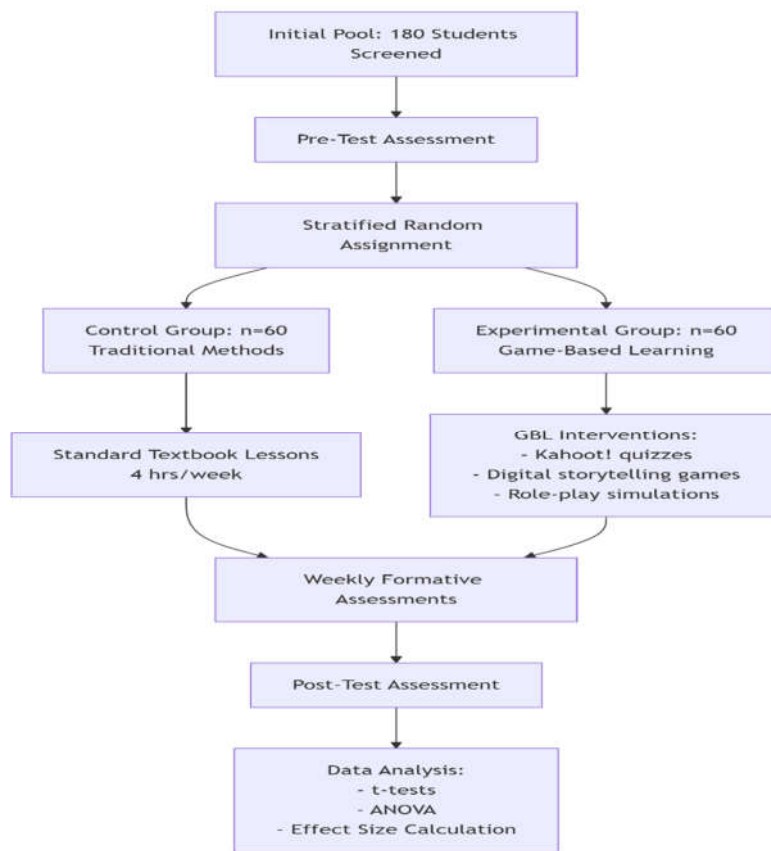 Initial Pool: 180 Students
Screened
Pre-Test Assessment
Stratified Random
Assignment
Control Group: n=60
Traditional Methods
Experimental Group: n=60
Game-Based Learning
Standard Textbook Lessons
4 hrs/week
GBL Interventions:
- Kahoot! quizzes
- Digital storytelling games
- Role-play simulations
Weekly Formative
Assessments
Post-Test Assessment
Data Analysis:
- t-tests
- ANOVA
- Effect Size Calculation